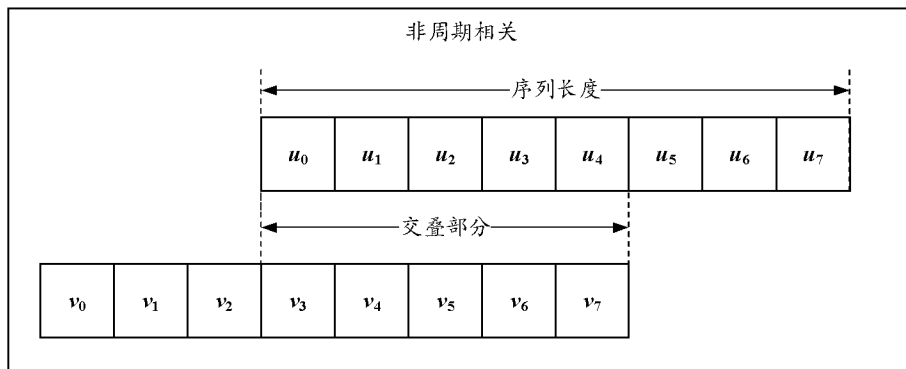 非周期相关
序列长度
u₀ u₁ u₂ u₃ u₄ u₅ u₆ u₇
交叠部分
v₀ v₁ v₂ v₃ v₄ v₅ v₆ v₇